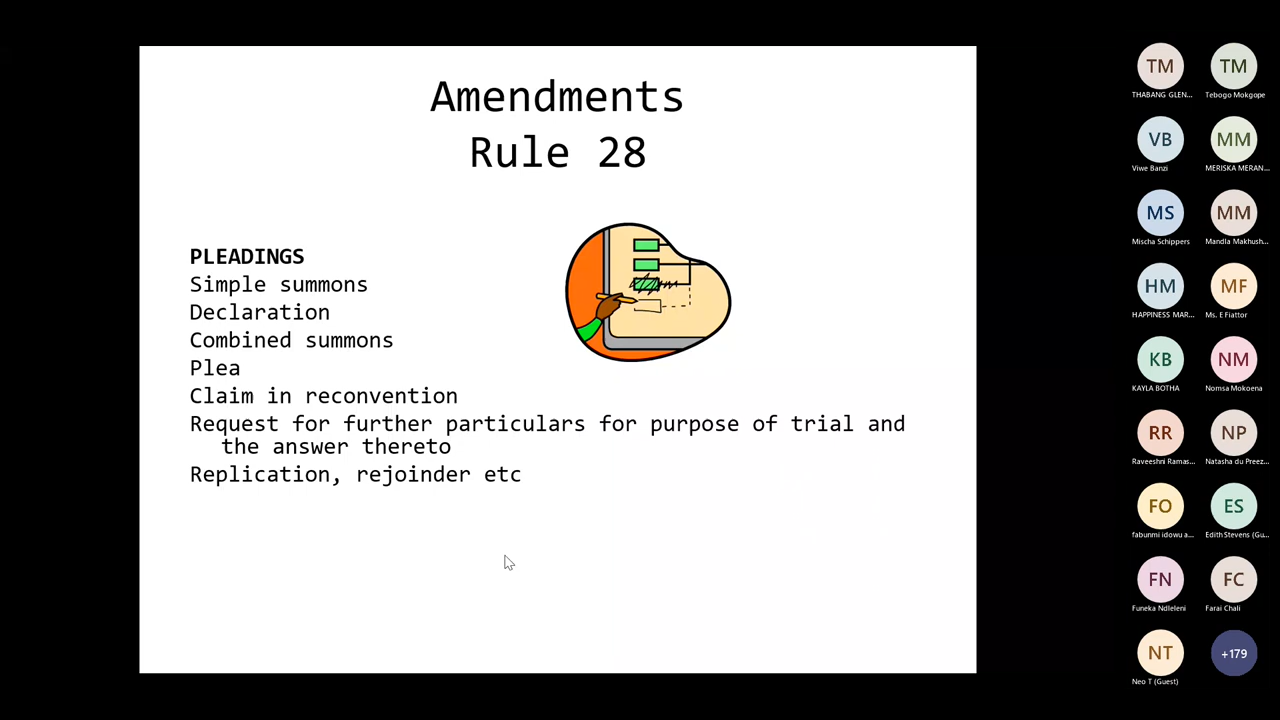 Amendments
Rule 28
PLEADINGS
Simple summons
Declaration
Combined summons
Plea
Claim in reconvention
Request for further particulars for purpose of trial and
the answer thereto
Replication, rejoinder etc
TM
THABANG GLEN...
TM
Tebogo Mokgope
VB
Viwe Banzi
MM
MERISKA MERAN...
MS
Mischa Schippers
MM
Mandla Makhush...
HM
HAPPINESS MAR...
MF
Ms. E Fiattor
KB
KAYLA BOTHA
NM
Nomsa Mokoena
RR
Raveeshni Ramas...
NP
Natasha du Preez...
FO
fabunmi idowu a...
ES
Edith Stevens (Gu...
FN
Funeka Ndleleni
FC
Farai Chali
NT
Neo T (Guest)
+179